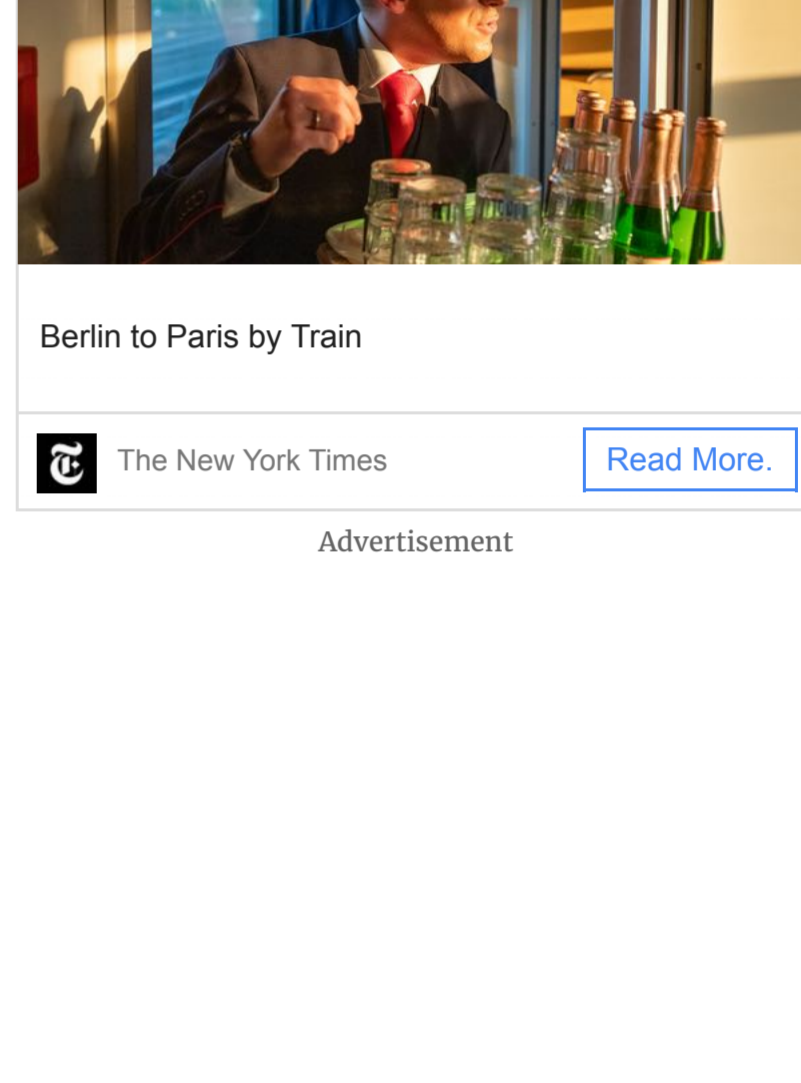 Berlin to Paris by Train
The New York Times
Read More.
Advertisement